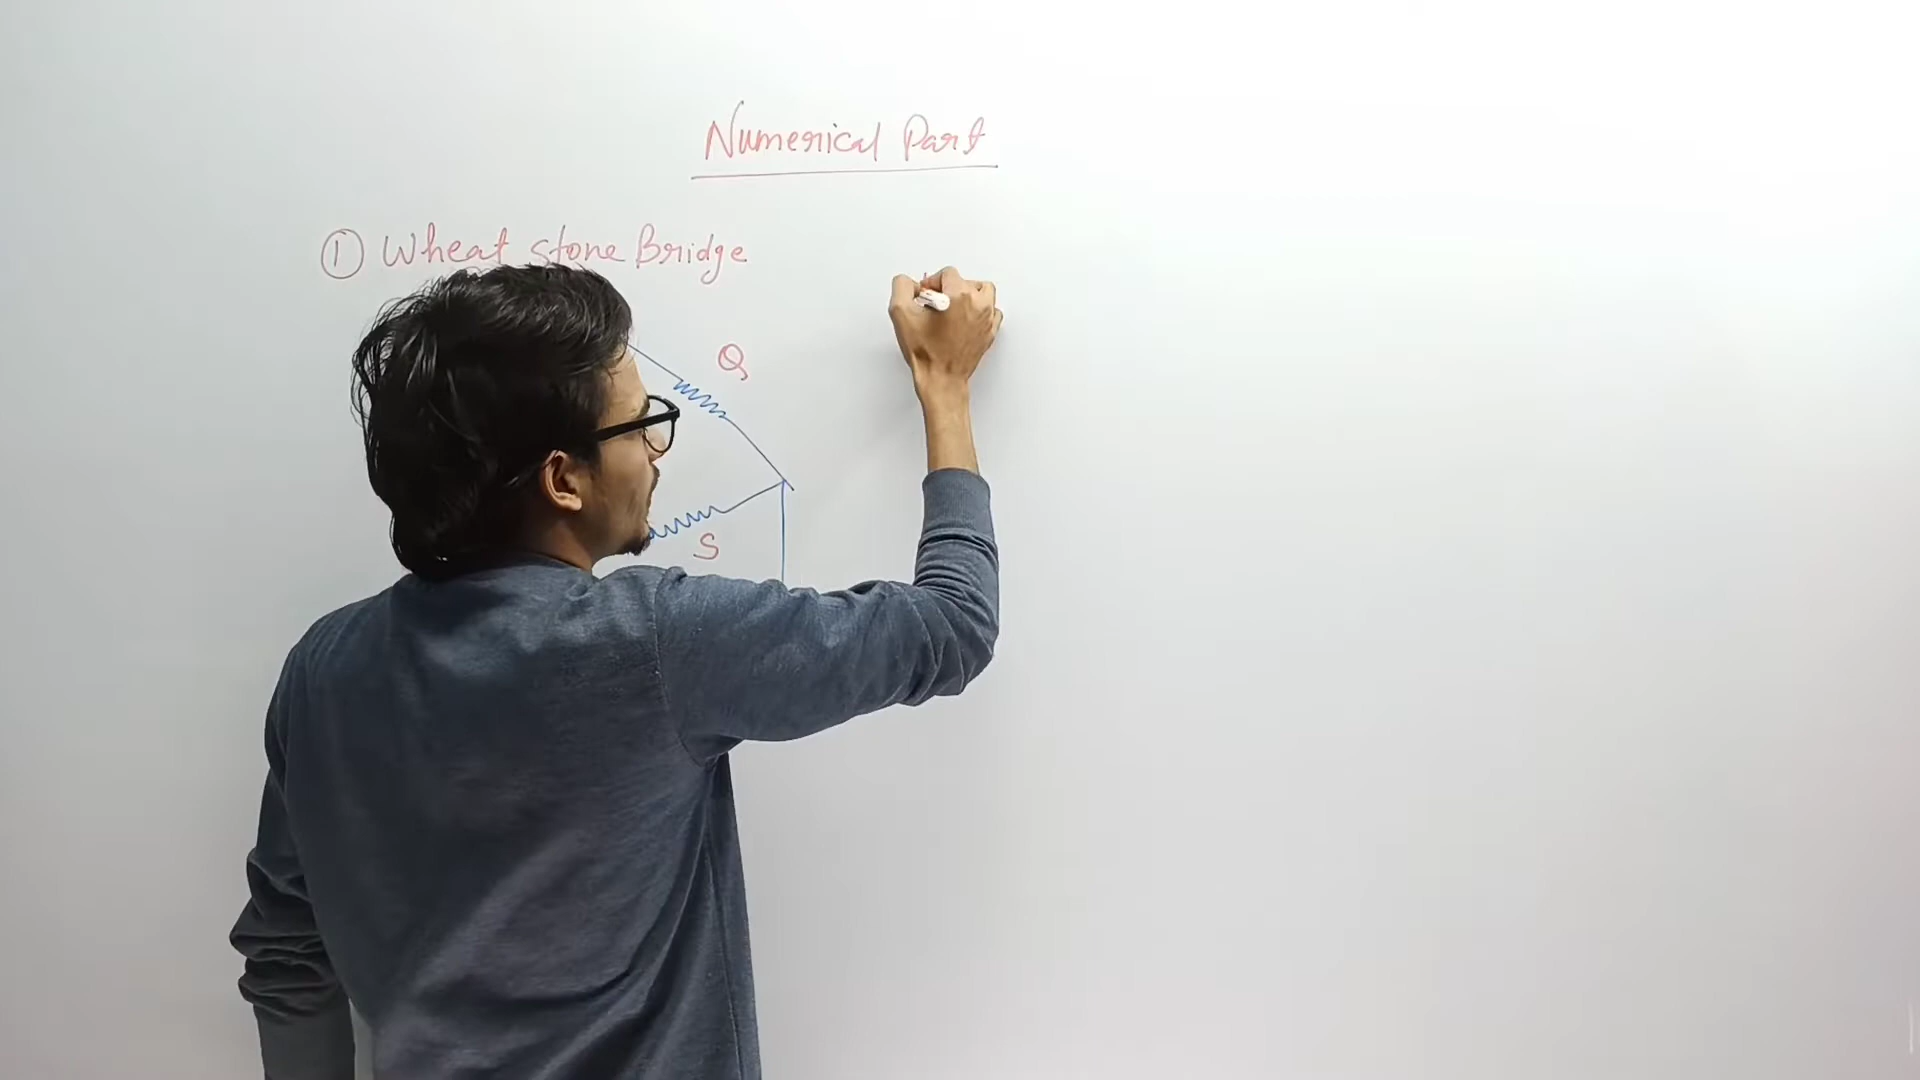 Numerical Part
① Wheat stone Bridge
Q
S